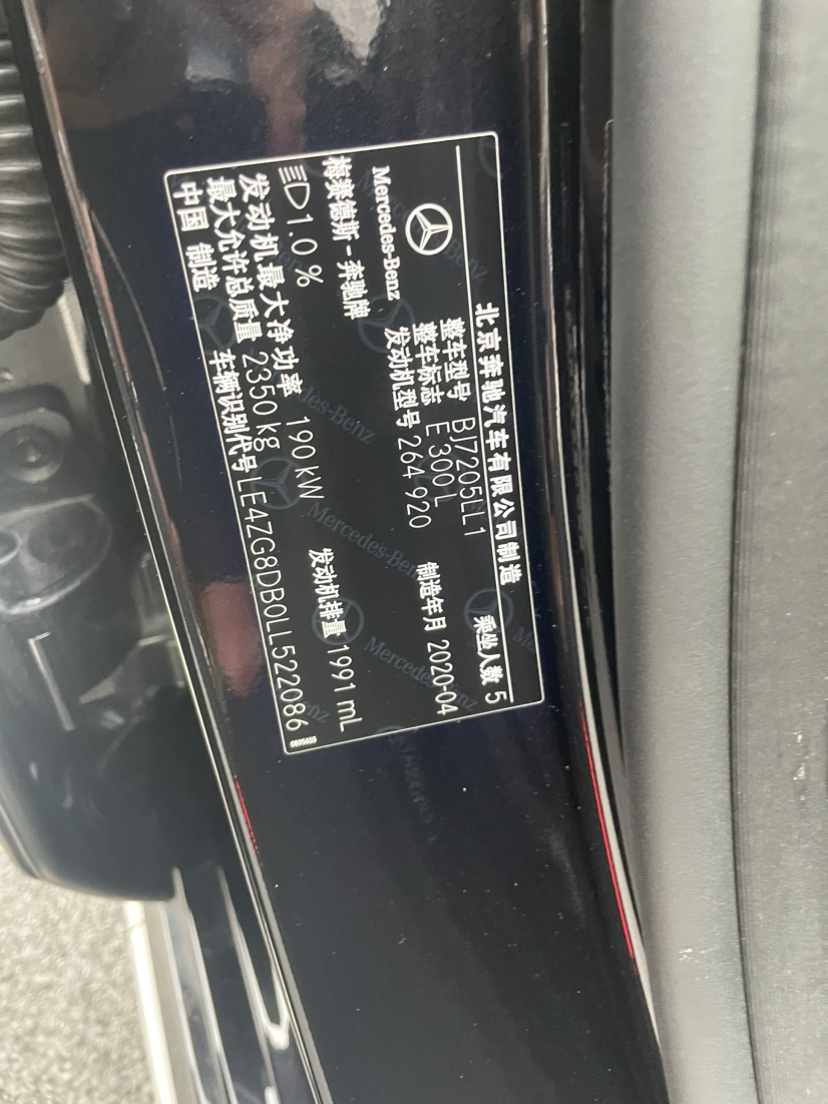 北京奔驰汽车有限公司制造
Mercedes-Benz
整车型号 BJ7205LL1 乘坐人数 5
整车标志 E 300 L
发动机型号 264 920 制造年月 2020-04
梅赛德斯-奔驰牌
1.0 %
发动机最大净功率 190 kW 发动机排量 1991 mL
最大允许总质量 2350 kg
中国 制造 车辆识别代号 LE4ZG8DB0LL522086